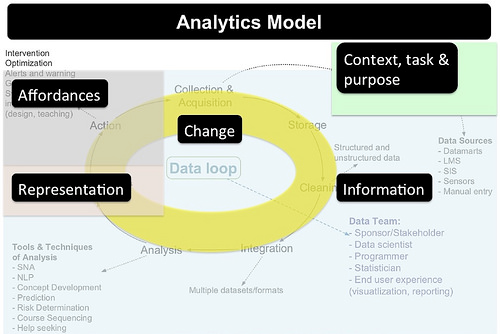 Analytics Model
Intervention
Optimization
Alerts and warning
(design, teaching)
Affordances
Action
Collection &
Acquisition
Context, task &
purpose
Change
Storage
Data loop
Structured and
unstructured data
Data Sources
- Datamarts
- LMS
- SIS
- Sensors
- Manual entry
Representation
Cleaning
Information
Analysis
Integration
Multiple datasets/formats
Data Team:
- Sponsor/Stakeholder
- Data scientist
- Programmer
- Statistician
- End user experience
(visuatlization, reporting)
Tools & Techniques
of Analysis
- SNA
- NLP
- Concept Development
- Prediction
- Risk Determination
- Course Sequencing
- Help seeking